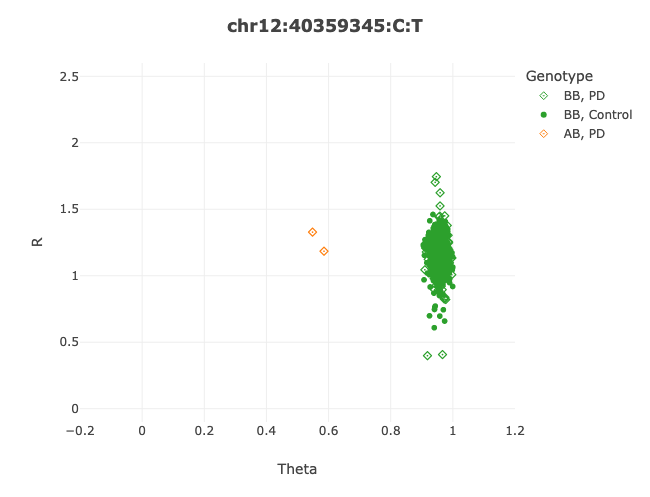 chr12:40359345:C:T
Genotype
BB, PD
BB, Control
AB, PD
2.5
2
1.5
1
0.5
0
R
−0.2
0
0.2
0.4
0.6
0.8
1
1.2
Theta